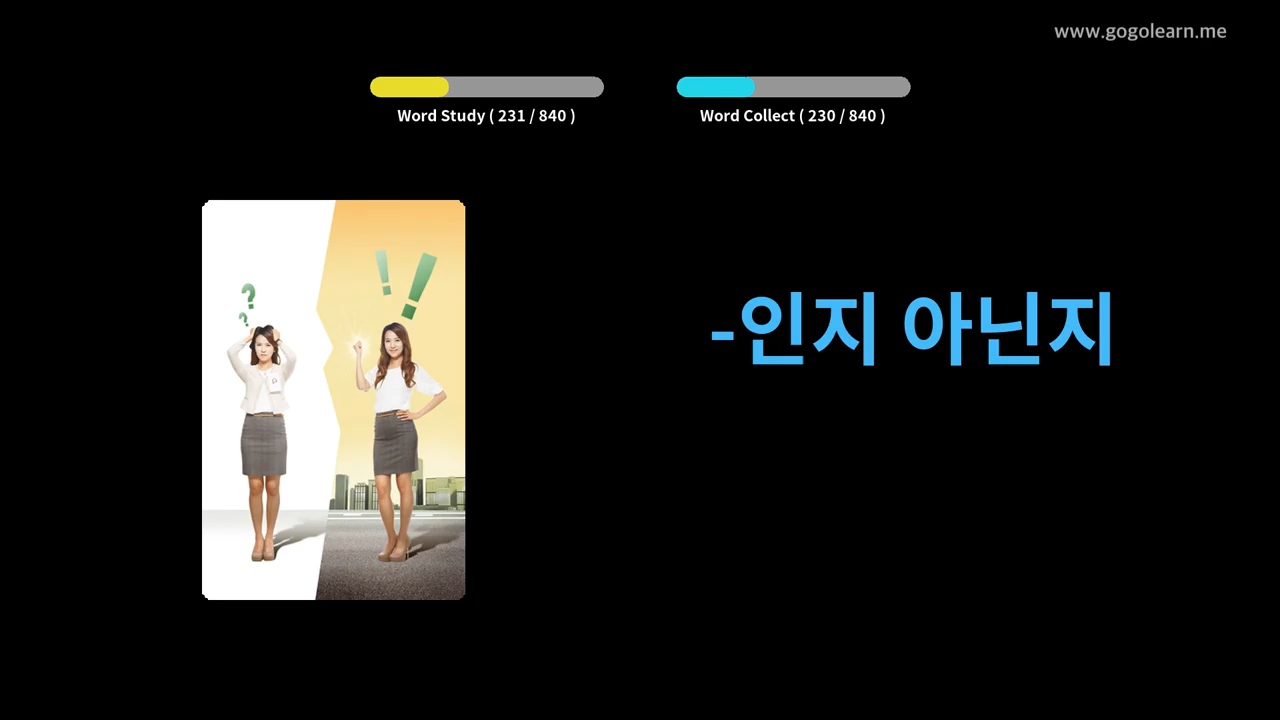 www.gogolearn.me
Word Study ( 231 / 840 )
Word Collect ( 230 / 840 )
? ?
! !
-인지 아닌지